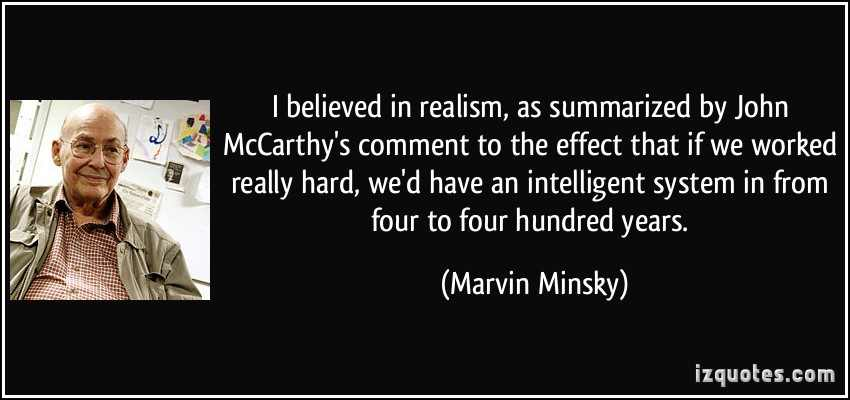 I believed in realism, as summarized by John
McCarthy's comment to the effect that if we worked
really hard, we'd have an intelligent system in from
four to four hundred years.
(Marvin Minsky)
izquotes.com